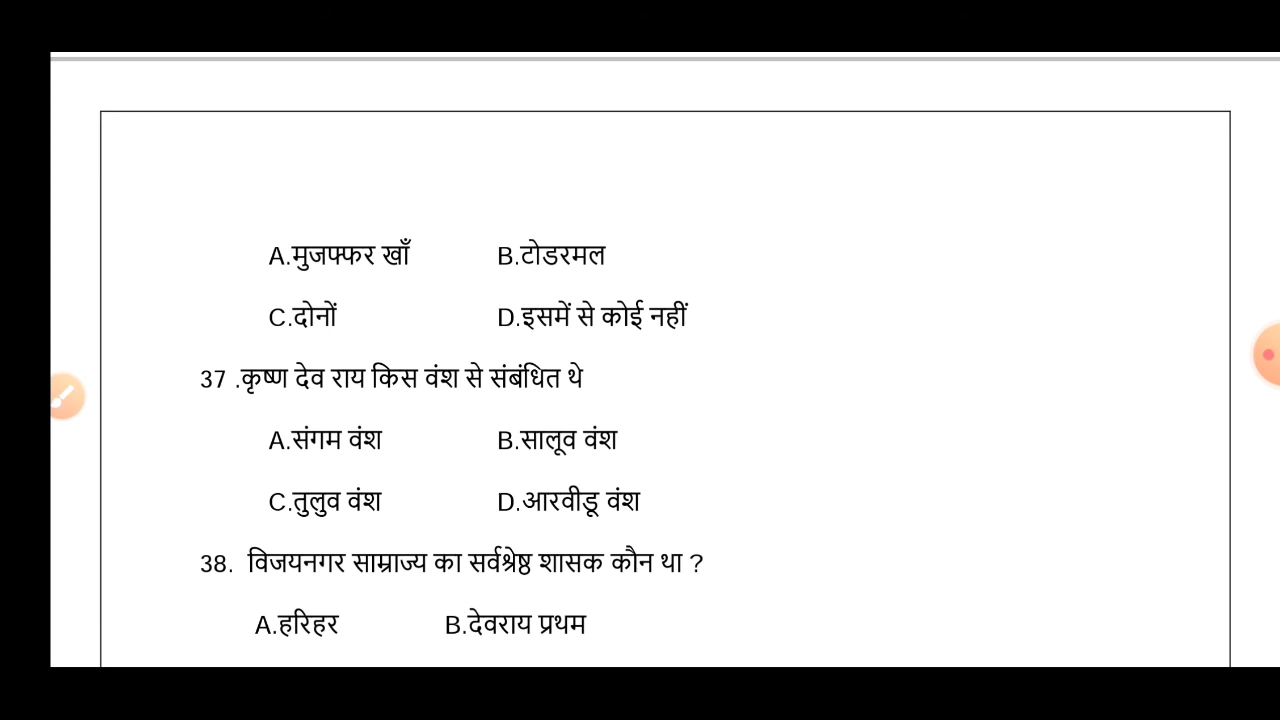 A.मुजफ्फर खाँ B.टोडरमल
C.दोनों D.इसमें से कोई नहीं
37 .कृष्ण देव राय किस वंश से संबंधित थे
A.संगम वंश B.सालूव वंश
C.तुलुव वंश D.आरवीडू वंश
38. विजयनगर साम्राज्य का सर्वश्रेष्ठ शासक कौन था ?
A.हरिहर B.देवराय प्रथम